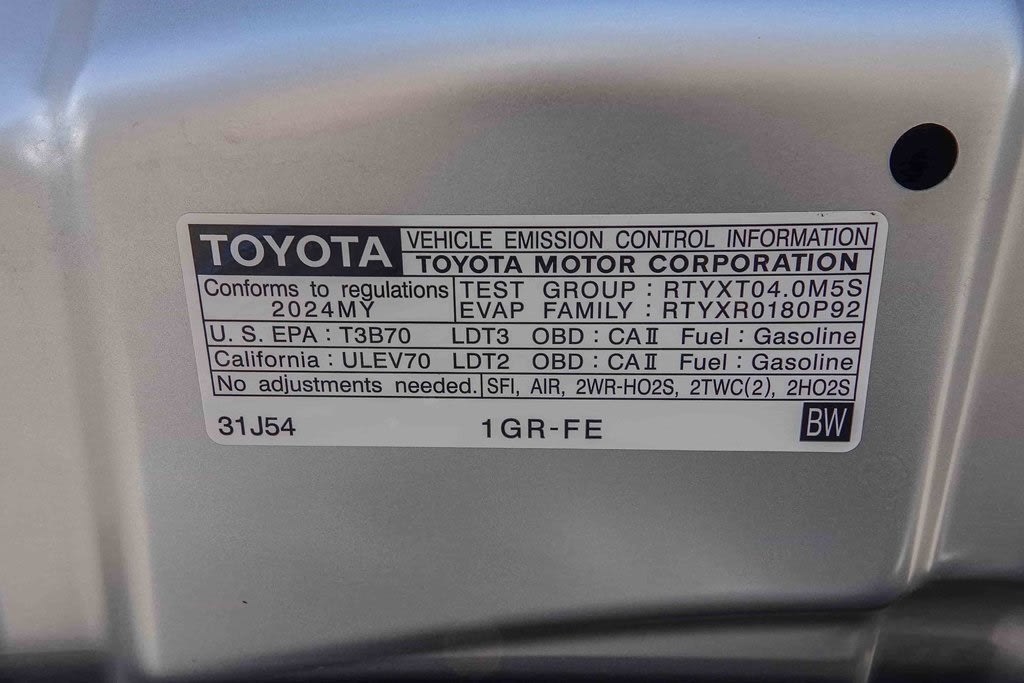 TOYOTA VEHICLE EMISSION CONTROL INFORMATION
TOYOTA MOTOR CORPORATION
Conforms to regulations
2024MY
TEST GROUP : RTYXT04.0M5S
EVAP FAMILY : RTYXR0180P92
U.S. EPA : T3B70 LDT3 OBD : CAⅡ Fuel : Gasoline
California : ULEV70 LDT2 OBD : CAⅡ Fuel : Gasoline
No adjustments needed. SFI, AIR, 2WR-HO2S, 2TWC(2), 2HO2S
31J54 1GR-FE BW